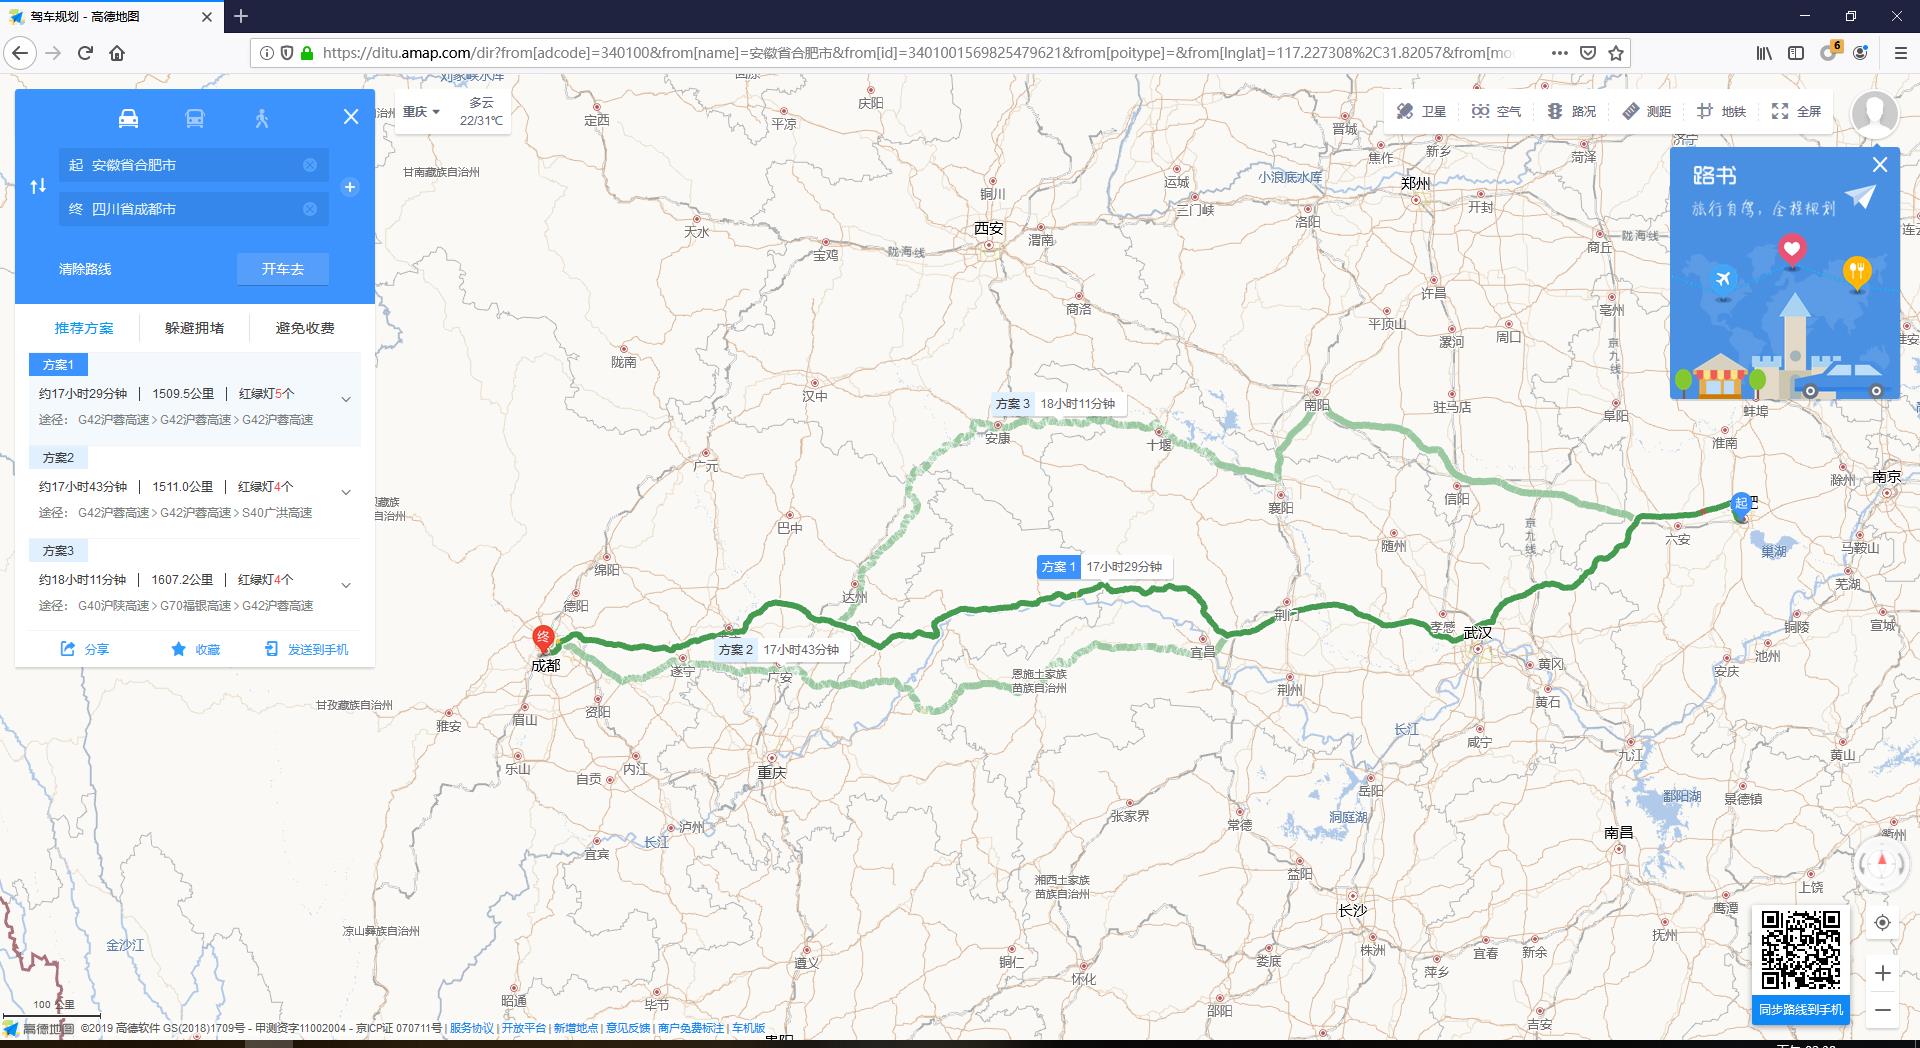 驾车规划 - 高德地图
https://ditu.amap.com/dir?from[adcode]=340100&from[name]=安徽省合肥市&from[id]=3401001569825479621&from[poitype]=&from[lnglat]=117.227308%2C31.82057&from[mo
6
起 安徽省合肥市
终 四川省成都市
清除路线
开车去
推荐方案
躲避拥堵
避免收费
方案1
约17小时29分钟 | 1509.5公里 | 红绿灯5个
途径： G42沪蓉高速 > G42沪蓉高速 > G42沪蓉高速
方案2
约17小时43分钟 | 1511.0公里 | 红绿灯4个
途径： G42沪蓉高速 > G42沪蓉高速 > S40广洪高速
方案3
约18小时11分钟 | 1607.2公里 | 红绿灯4个
途径： G40沪陕高速 > G70福银高速 > G42沪蓉高速
分享
收藏
发送到手机
重庆
多云
22/31℃
卫星
空气
路况
测距
地铁
全屏
路书
旅行自驾，全程规划
刘家峡水库
定西
平凉
庆阳
甘南藏族自治州
铜川
运城
三门峡
小浪底水库
晋城
焦作
新乡
郑州
开封
菏泽
济宁
洛阳
商丘
陇海线
天水
宝鸡
陇海线
西安
渭南
商洛
许昌
平顶山
漯河
周口
亳州
京九线
陇南
汉中
方案 3 18小时11分钟
安康
十堰
南阳
驻马店
阜阳
蚌埠
淮南
滁州
南京
广元
巴中
襄阳
信阳
随州
京九线
六安
起
巢湖
马鞍山
芜湖
绵阳
德阳
达州
方案 1 17小时29分钟
荆门
孝感
武汉
铜陵
宣城
终
成都
方案 2 17小时43分钟
遂宁
广安
恩施土家族
苗族自治州
宜昌
荆州
黄冈
黄石
安庆
池州
甘孜藏族自治州
雅安
眉山
资阳
长江
咸宁
九江
黄山
乐山
自贡
内江
重庆
岳阳
洞庭湖
鄱阳湖
景德镇
张家界
常德
南昌
泸州
长江
宜宾
益阳
湘西土家族
苗族自治州
长沙
上饶
鹰潭
抚州
凉山彝族自治州
金沙江
遵义
铜仁
怀化
娄底
株洲
萍乡
宜春
新余
昭通
毕节
邵阳
吉安
100 公里
同步路线到手机
高德地图 ©2019 高德软件 GS(2018)1709号 - 甲测资字11002004 - 京ICP证 070711号 | 服务协议 | 开放平台 | 新增地点 | 意见反馈 | 商户免费标注 | 车机版